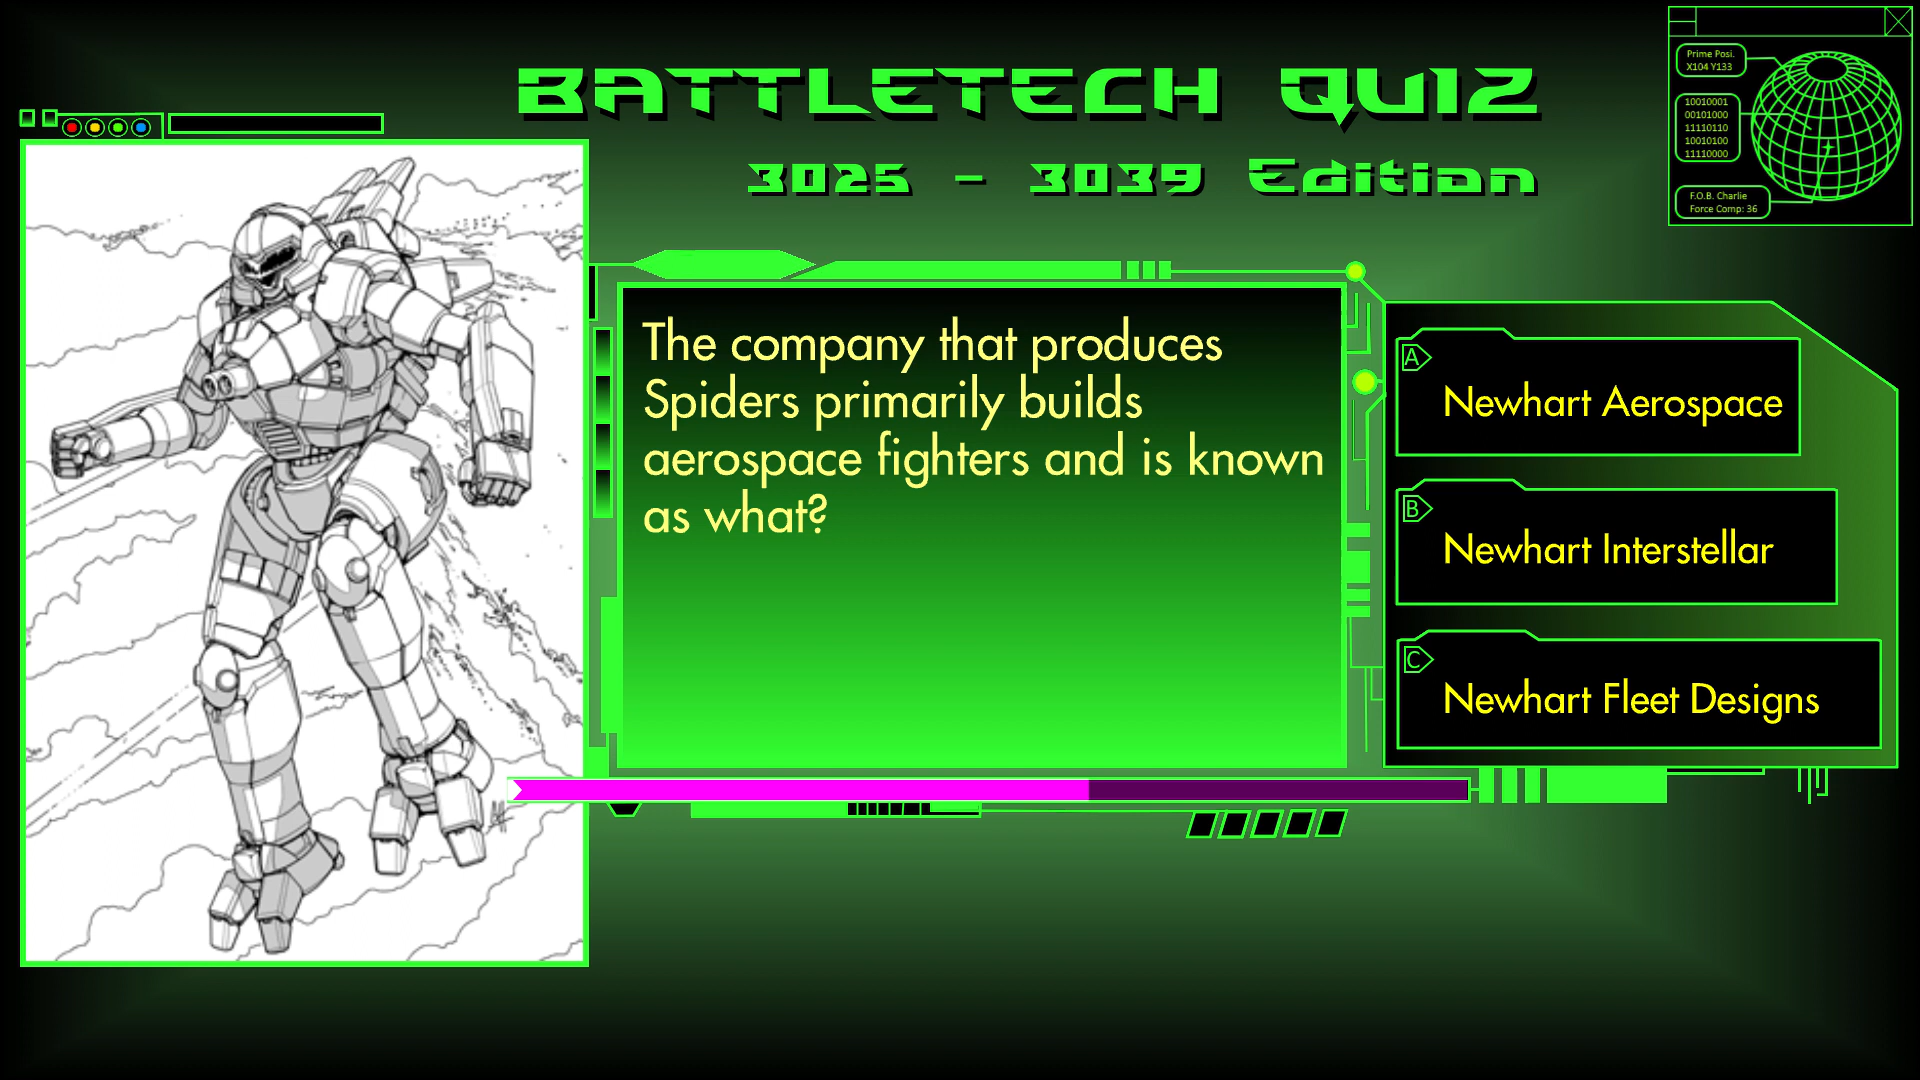 BATTLETECH QUIZ
3025 - 3039 Edition
Prime Posi.
X104 Y133
10010001
00101000
11110110
10010100
11110000
F.O.B. Charlie
Force Comp: 36
The company that produces
Spiders primarily builds
aerospace fighters and is known
as what?
A
Newhart Aerospace
B
Newhart Interstellar
C
Newhart Fleet Designs